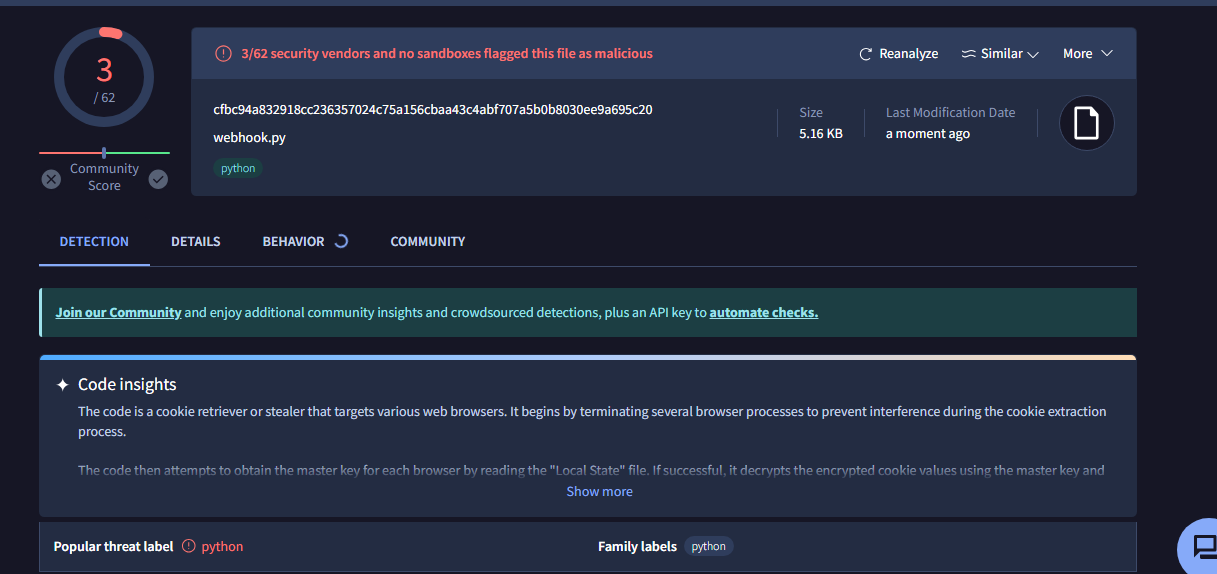 3
/ 62
Community
Score
3/62 security vendors and no sandboxes flagged this file as malicious
Reanalyze
Similar
More
cfbc94a832918cc236357024c75a156cbaa43c4abf707a5b0b8030ee9a695c20
webhook.py
python
Size
5.16 KB
Last Modification Date
a moment ago
DETECTION
DETAILS
BEHAVIOR
COMMUNITY
Join our Community and enjoy additional community insights and crowdsourced detections, plus an API key to automate checks.
Code insights
The code is a cookie retriever or stealer that targets various web browsers. It begins by terminating several browser processes to prevent interference during the cookie extraction
process.
The code then attempts to obtain the master key for each browser by reading the "Local State" file. If successful, it decrypts the encrypted cookie values using the master key and
Show more
Popular threat label python
Family labels python